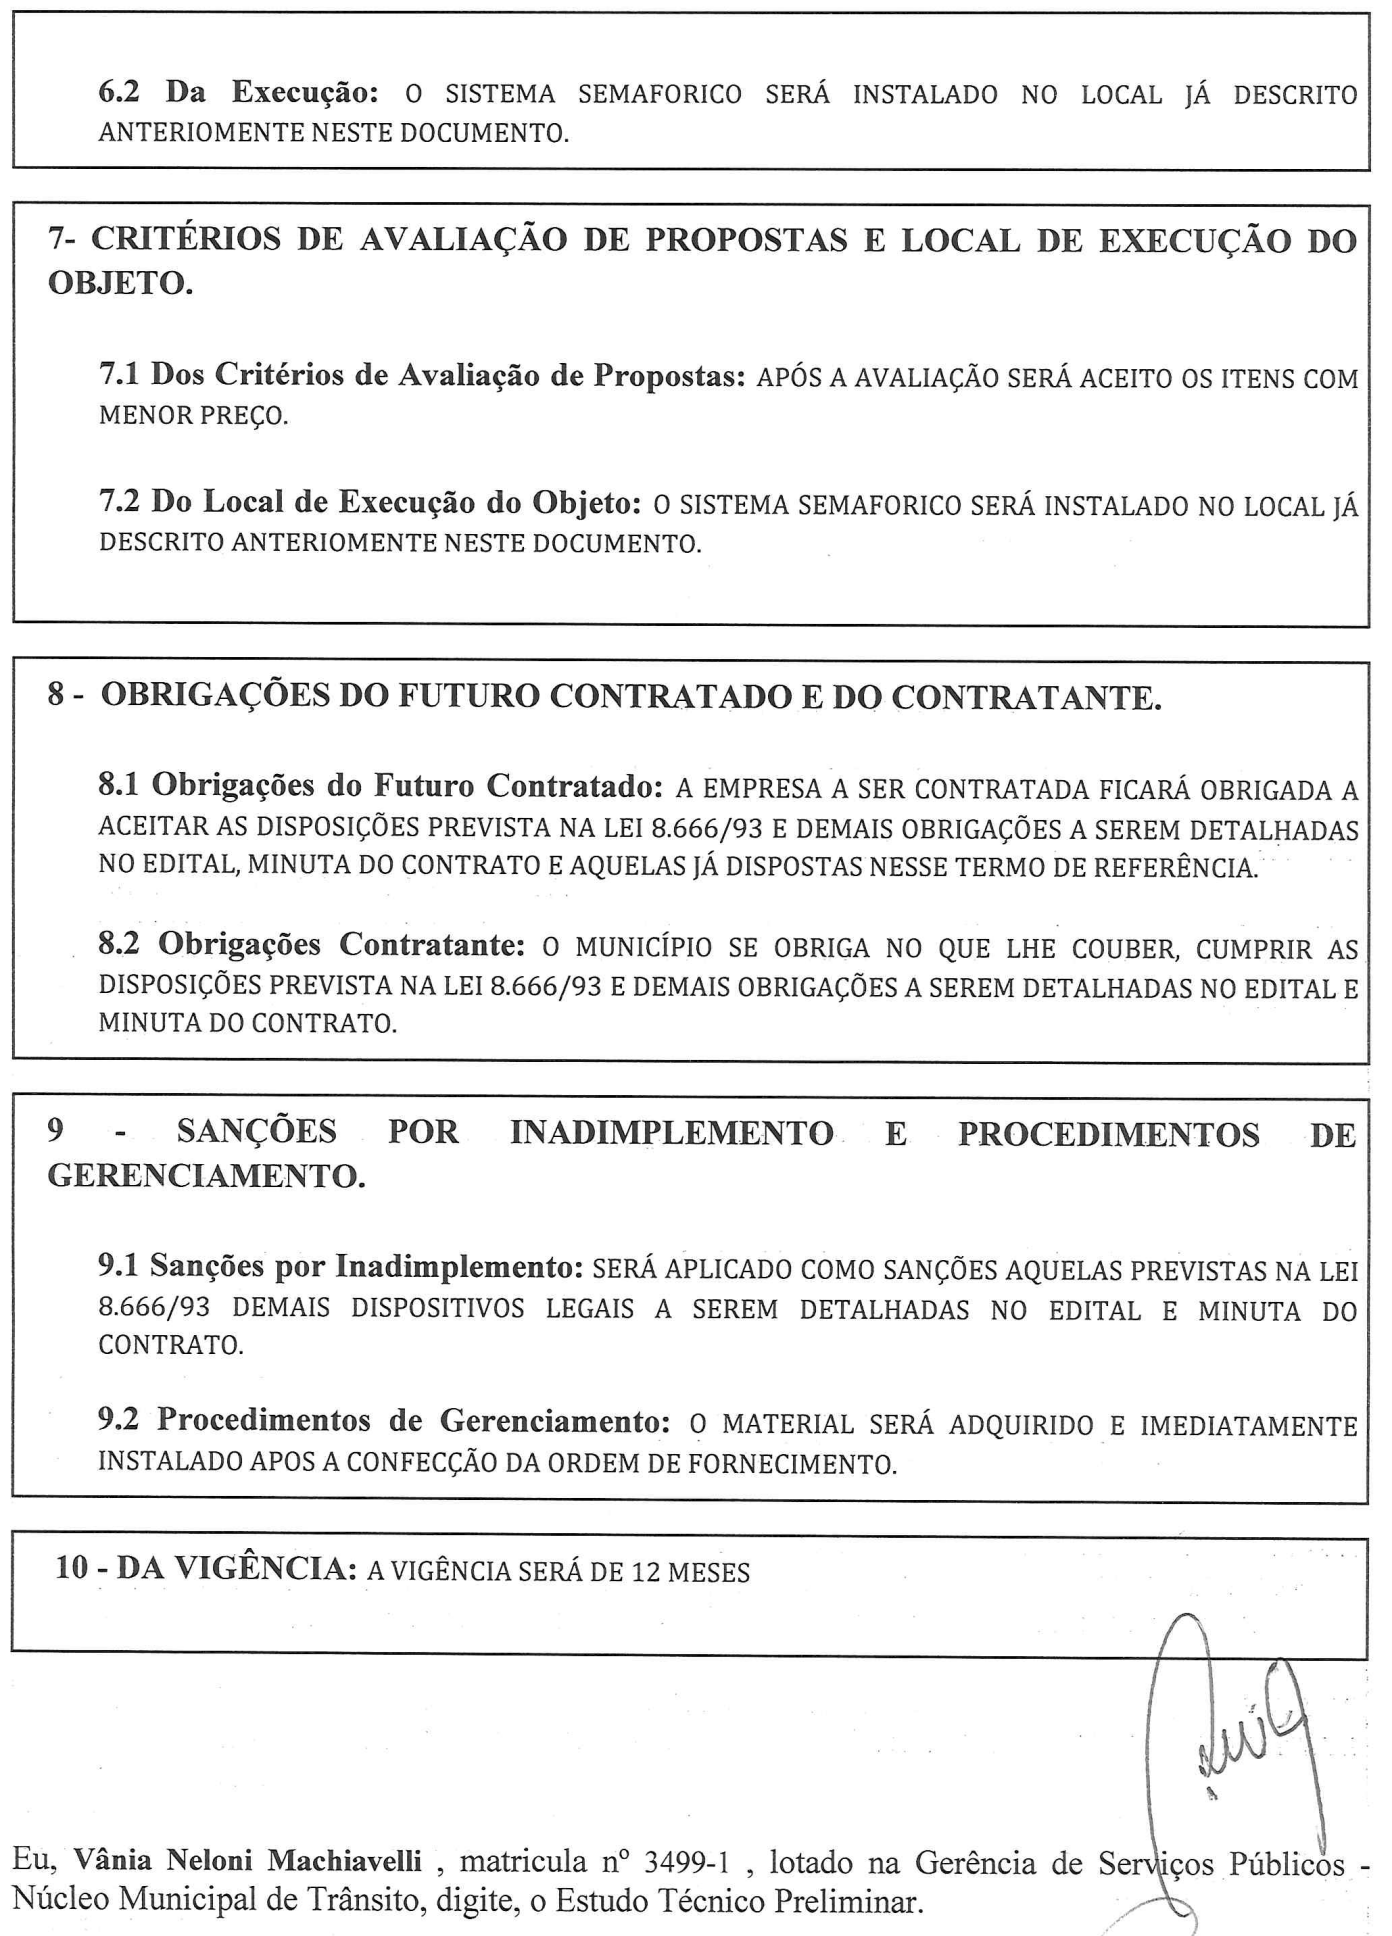 6.2 Da Execução: O SISTEMA SEMAFORICO SERÁ INSTALADO NO LOCAL JÁ DESCRITO
ANTERIOMENTE NESTE DOCUMENTO.
7- CRITÉRIOS DE AVALIAÇÃO DE PROPOSTAS E LOCAL DE EXECUÇÃO DO
OBJETO.
7.1 Dos Critérios de Avaliação de Propostas: APÓS A AVALIAÇÃO SERÁ ACEITO OS ITENS COM
MENOR PREÇO.
7.2 Do Local de Execução do Objeto: O SISTEMA SEMAFORICO SERÁ INSTALADO NO LOCAL JÁ
DESCRITO ANTERIOMENTE NESTE DOCUMENTO.
8 - OBRIGAÇÕES DO FUTURO CONTRATADO E DO CONTRATANTE.
8.1 Obrigações do Futuro Contratado: A EMPRESA A SER CONTRATADA FICARÁ OBRIGADA A
ACEITAR AS DISPOSIÇÕES PREVISTA NA LEI 8.666/93 E DEMAIS OBRIGAÇÕES A SEREM DETALHADAS
NO EDITAL, MINUTA DO CONTRATO E AQUELAS JÁ DISPOSTAS NESSE TERMO DE REFERÊNCIA.
8.2 Obrigações Contratante: O MUNICÍPIO SE OBRIGA NO QUE LHE COUBER, CUMPRIR AS
DISPOSIÇÕES PREVISTA NA LEI 8.666/93 E DEMAIS OBRIGAÇÕES A SEREM DETALHADAS NO EDITAL E
MINUTA DO CONTRATO.
9 - SANÇÕES POR INADIMPLEMENTO E PROCEDIMENTOS DE
GERENCIAMENTO.
9.1 Sanções por Inadimplemento: SERÁ APLICADO COMO SANÇÕES AQUELAS PREVISTAS NA LEI
8.666/93 DEMAIS DISPOSITIVOS LEGAIS A SEREM DETALHADAS NO EDITAL E MINUTA DO
CONTRATO.
9.2 Procedimentos de Gerenciamento: O MATERIAL SERÁ ADQUIRIDO E IMEDIATAMENTE
INSTALADO APOS A CONFECÇÃO DA ORDEM DE FORNECIMENTO.
10 - DA VIGÊNCIA: A VIGÊNCIA SERÁ DE 12 MESES
Eu, Vânia Neloni Machiavelli , matricula nº 3499-1 , lotado na Gerência de Serviços Públicos -
Núcleo Municipal de Trânsito, digite, o Estudo Técnico Preliminar.